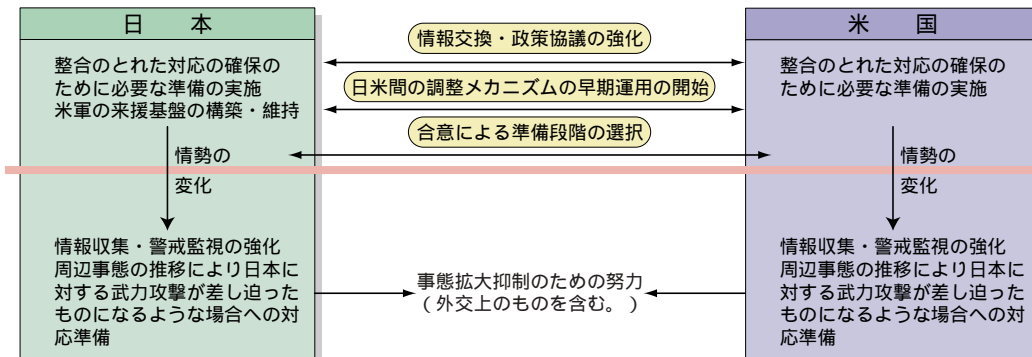 日　本
整合のとれた対応の確保の
ために必要な準備の実施
米軍の来援基盤の構築・維持
情勢の
変化
情報収集・警戒監視の強化
周辺事態の推移により日本に
対する武力攻撃が差し迫った
ものになるような場合への対
応準備
情報交換・政策協議の強化
日米間の調整メカニズムの早期運用の開始
合意による準備段階の選択
事態拡大抑制のための努力
（外交上のものを含む。）
米　国
整合のとれた対応の確保の
ために必要な準備の実施
情勢の
変化
情報収集・警戒監視の強化
周辺事態の推移により日本に
対する武力攻撃が差し迫った
ものになるような場合への対
応準備